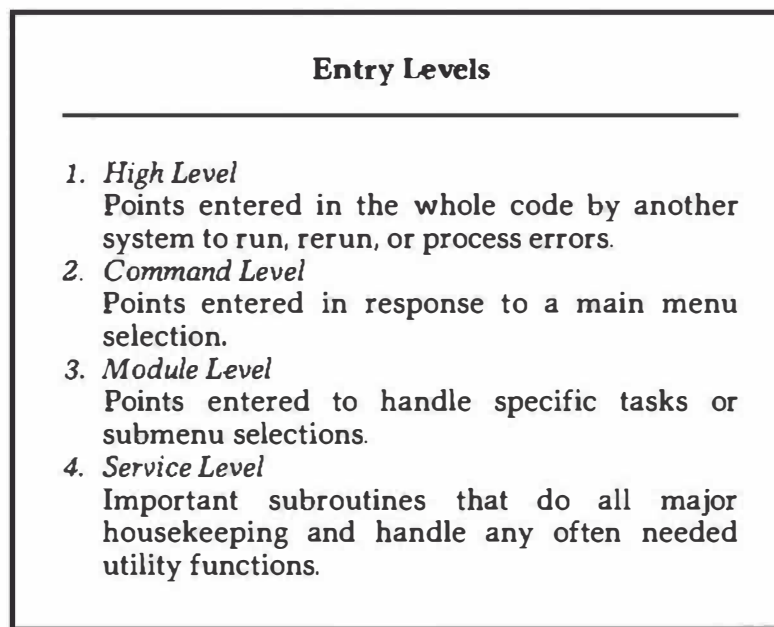 Entry Levels
1. High Level
Points entered in the whole code by another
system to run, rerun, or process errors.
2. Command Level
Points entered in response to a main menu
selection.
3. Module Level
Points entered to handle specific tasks or
submenu selections.
4. Service Level
Important subroutines that do all major
housekeeping and handle any often needed
utility functions.